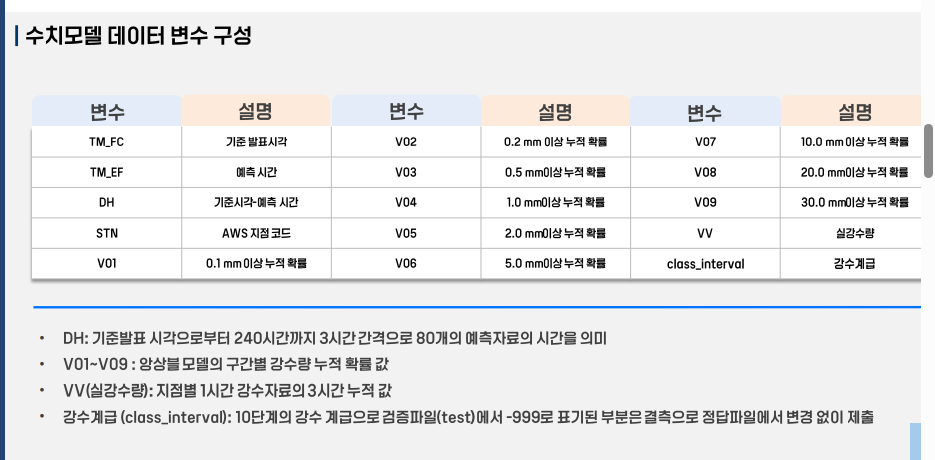 수치모델 데이터 변수 구성
변수 설명 변수 설명 변수 설명
TM_FC 기준 발표시각 V02 0.2 mm 이상 누적 확률 V07 10.0 mm 이상 누적 확률
TM_EF 예측 시간 V03 0.5 mm이상 누적 확률 V08 20.0 mm 이상 누적 확률
DH 기준시각-예측 시간 V04 1.0 mm이상 누적 확률 V09 30.0 mm이상 누적 확률
STN AWS 지점 코드 V05 2.0 mm이상 누적 확률 VV 실강수량
V01 0.1 mm 이상 누적 확률 V06 5.0 mm이상 누적 확률 class_interval 강수계급
• DH: 기준발표 시각으로부터 240시간까지 3시간 간격으로 80개의 예측자료의 시간을 의미
• V01~V09 : 앙상블 모델의 구간별 강수량 누적 확률 값
• VV(실강수량): 지점별 1시간 강수자료의 3시간 누적 값
• 강수계급 (class_interval): 10단계의 강수 계급으로 검증파일(test)에서 -999로 표기된 부분은 결측으로 정답파일에서 변경 없이 제출